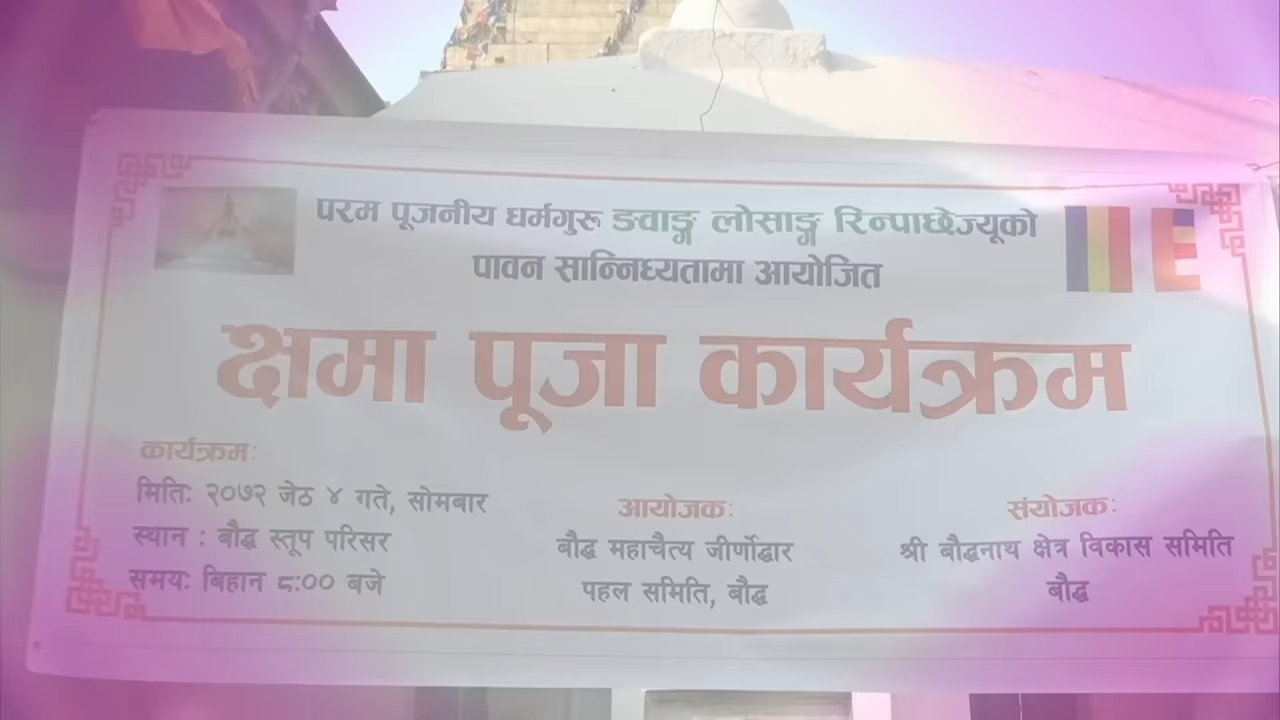 परम पूजनीय धर्मगुरू ङवाङ्ग लोसाङ्ग रिन्पाछेज्यूको
पावन सान्निध्यतामा आयोजित
क्षमा पूजा कार्यक्रम
कार्यक्रमः
मितिः २०७२ जेठ ४ गते, सोमबार
स्थान : बौद्ध स्तूप परिसर
समयः बिहान ८:०० बजे
आयोजकः
बौद्ध महाचैत्य जीर्णोद्धार
पहल समिति, बौद्ध
संयोजकः
श्री बौद्धनाथ क्षेत्र विकास समिति
बौद्ध